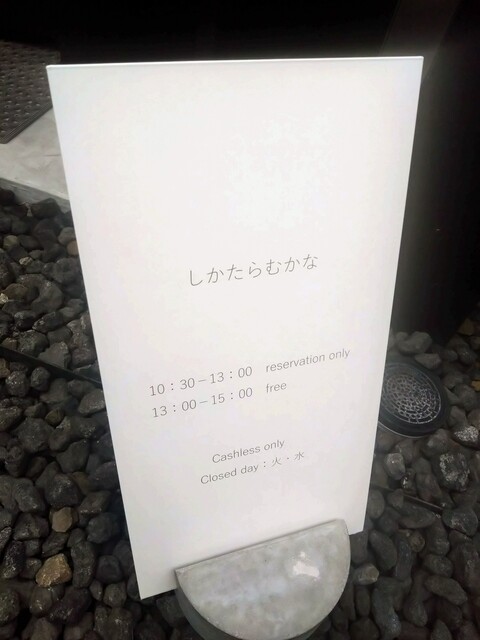 しかたらむかな
10：30－13：00 reservation only
13：00－15：00 free
Cashless only
Closed day：火・水